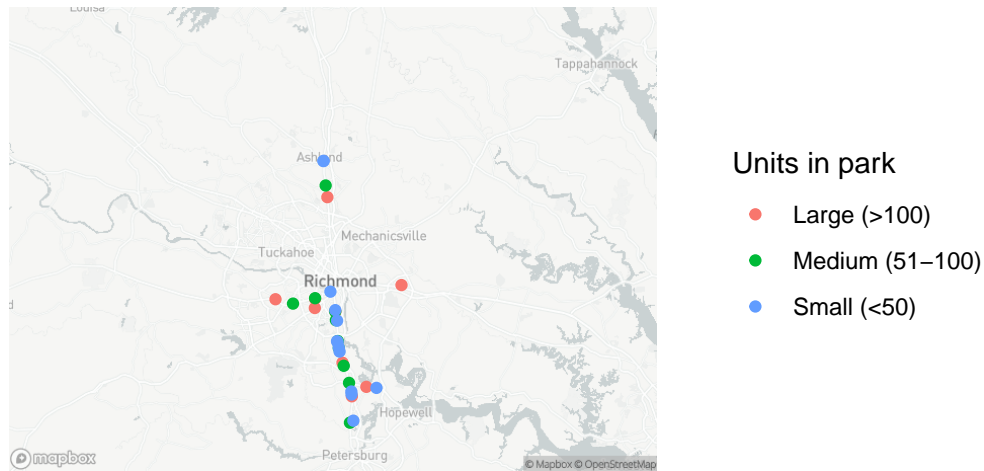 Louisa
Tappahannock
Ashland
Mechanicsville
Tuckahoe
Richmond
Hopewell
Petersburg
mapbox
© Mapbox © OpenStreetMap
Units in park
Large (>100)
Medium (51–100)
Small (<50)